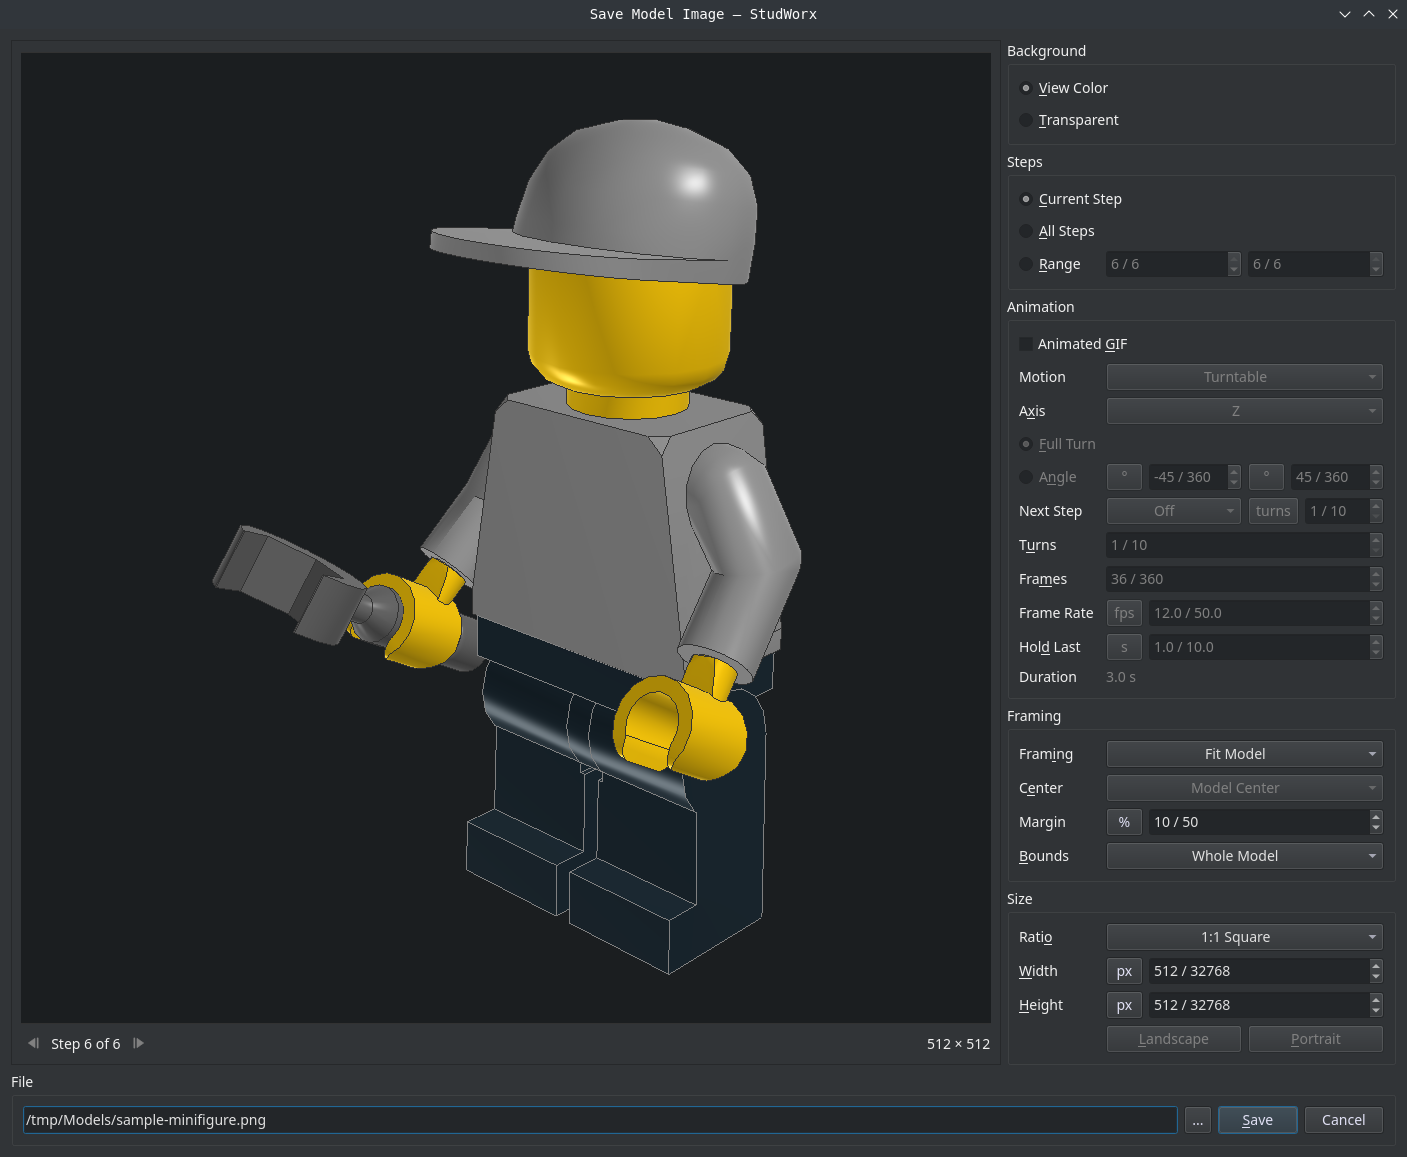 Save Model Image — StudWorx
Background
View Color
Transparent
Steps
Current Step
All Steps
Range 6 / 6 6 / 6
Animation
Animated GIF
Motion Turntable
Axis Z
Full Turn
Angle ° -45 / 360 ° 45 / 360
Next Step Off turns 1 / 10
Turns 1 / 10
Frames 36 / 360
Frame Rate fps 12.0 / 50.0
Hold Last s 1.0 / 10.0
Duration 3.0 s
Framing
Framing Fit Model
Center Model Center
Margin % 10 / 50
Bounds Whole Model
Size
Ratio 1:1 Square
Width px 512 / 32768
Height px 512 / 32768
Landscape Portrait
Step 6 of 6 512 × 512
File
/tmp/Models/sample-minifigure.png ... Save Cancel